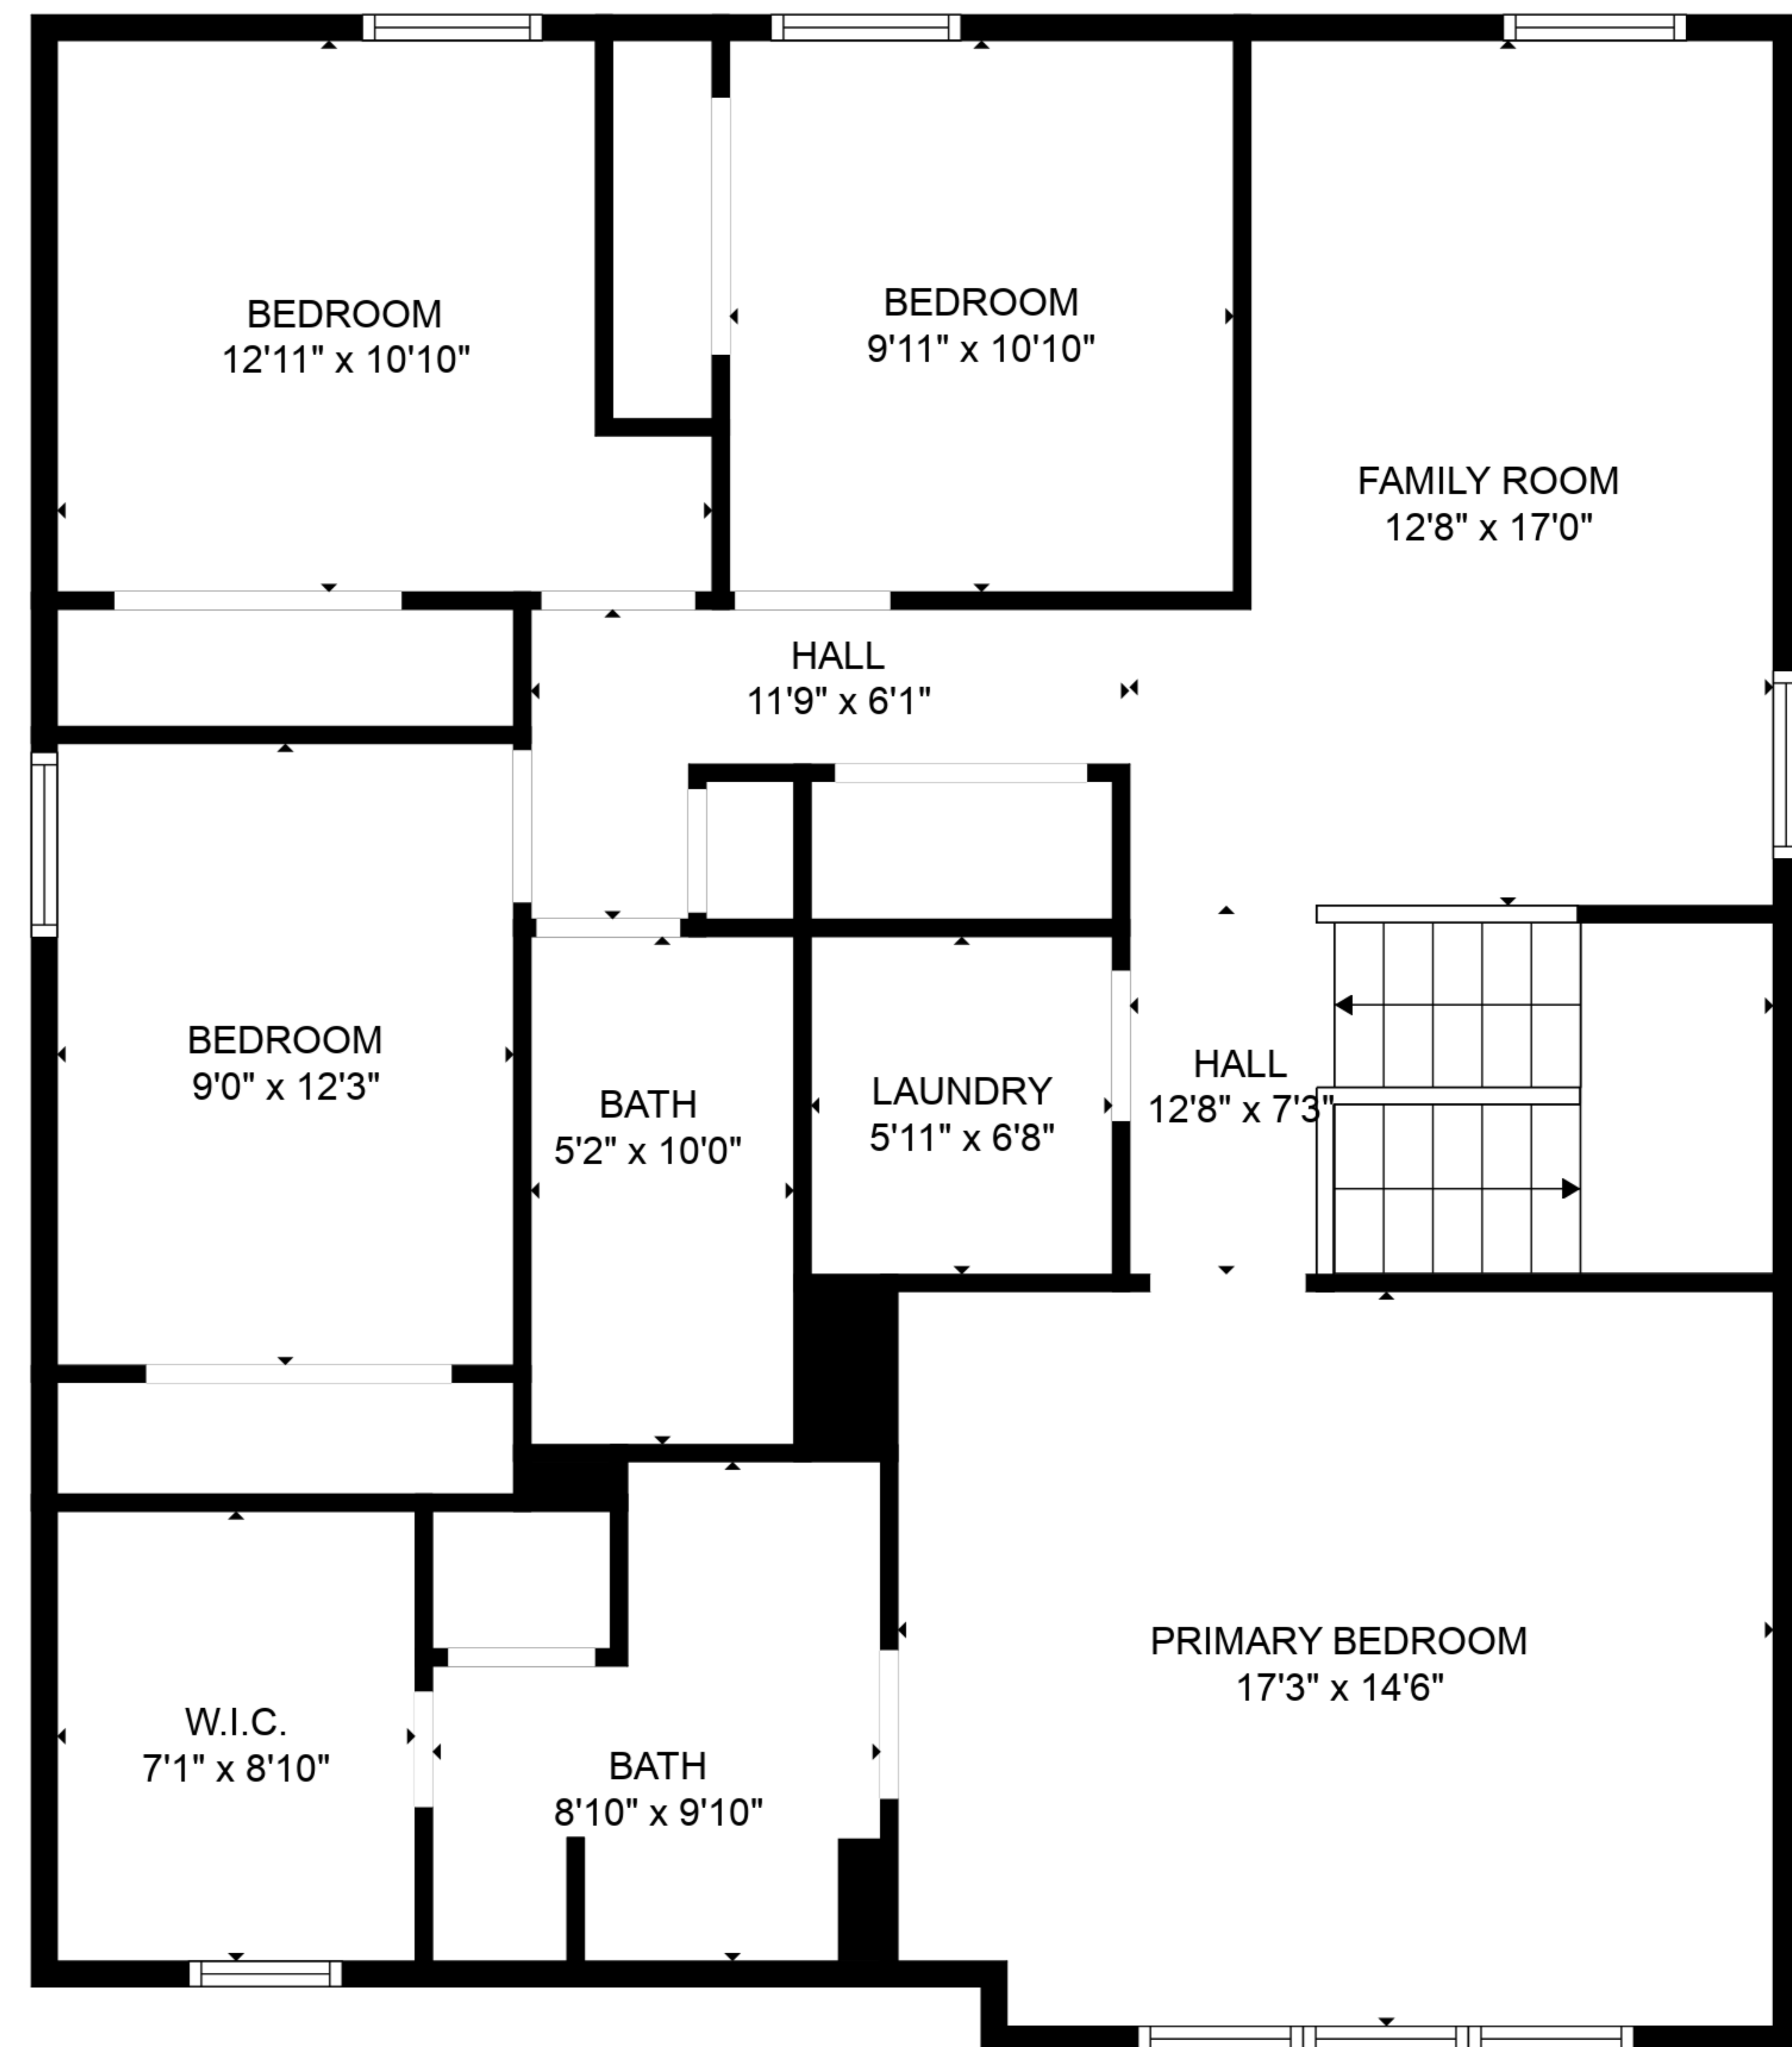 BEDROOM
12'11" x 10'10"
BEDROOM
9'11" x 10'10"
FAMILY ROOM
12'8" x 17'0"
HALL
11'9" x 6'1"
BEDROOM
9'0" x 12'3"
BATH
5'2" x 10'0"
LAUNDRY
5'11" x 6'8"
HALL
12'8" x 7'3"
PRIMARY BEDROOM
17'3" x 14'6"
W.I.C.
7'1" x 8'10"
BATH
8'10" x 9'10"